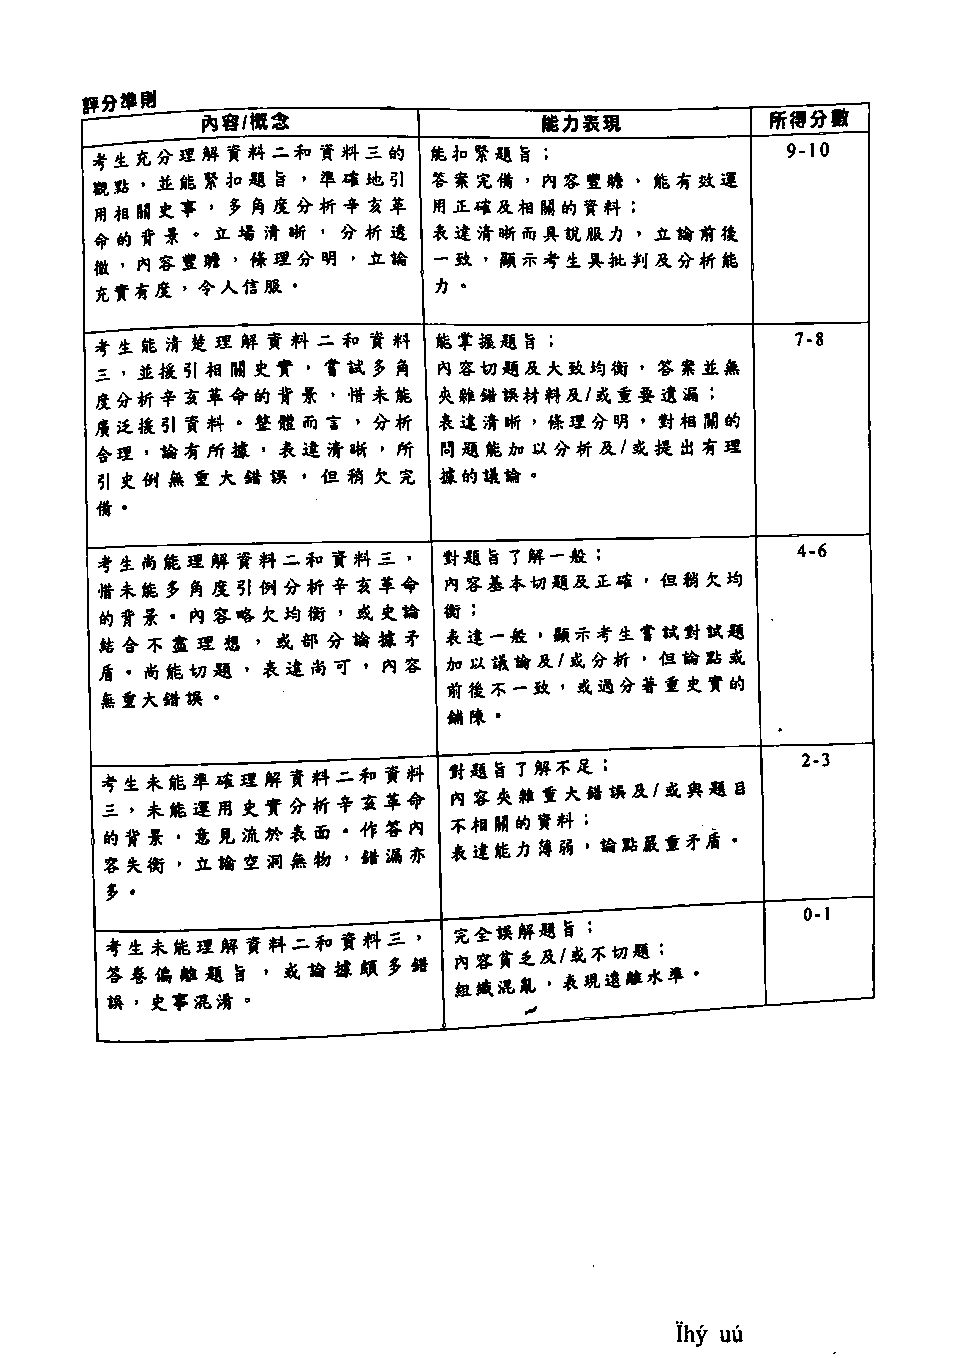 評分準則
內容/概念
能力表現
所得分數
考生充分理解資料二和資料三的
觀點，並能緊扣題旨，準確地引
用相關史事，多角度分析辛亥革
命的背景。立場清晰，分析透
徹，內容豐贍，條理分明，立論
充實有度，令人信服。
能扣緊題旨；
答案完備，內容豐贍，能有效運
用正確及相關的資料；
表達清晰而具說服力，立論前後
一致，顯示考生具批判及分析能
力。
9-10
考生能清楚理解資料二和資料
三，並援引相關史實，嘗試多角
度分析辛亥革命的背景，惜未能
廣泛援引資料。整體而言，分析
合理，論有所據，表達清晰，所
引史例無重大錯誤，但稍欠完
備。
能掌握題旨；
內容切題及大致均衡，答案並無
夾雜錯誤材料及/或重要遺漏；
表達清晰，條理分明，對相關的
問題能加以分析及/或提出有理
據的議論。
7-8
考生尚能理解資料二和資料三，
惜未能多角度引例分析辛亥革命
的背景。內容略欠均衡，或史論
結合不盡理想，或部分論據矛
盾。尚能切題，表達尚可，內容
無重大錯誤。
對題旨了解一般；
內容基本切題及正確，但稍欠均
衡；
表達一般，顯示考生嘗試對試題
加以議論及/或分析，但論點或
前後不一致，或過分著重史實的
鋪陳。
4-6
考生未能準確理解資料二和資料
三，未能運用史實分析辛亥革命
的背景，意見流於表面。作答內
容失衡，立論空洞無物，錯漏亦
多。
對題旨了解不足；
內容夾雜重大錯誤及/或與題目
不相關的資料；
表達能力薄弱，論點嚴重矛盾。
2-3
考生未能理解資料二和資料三，
答卷偏離題旨，或論據頗多錯
誤，史事混淆。
完全誤解題旨；
內容貧乏及/或不切題；
組織混亂，表現遠離水準。
0-1
Ïhý uú